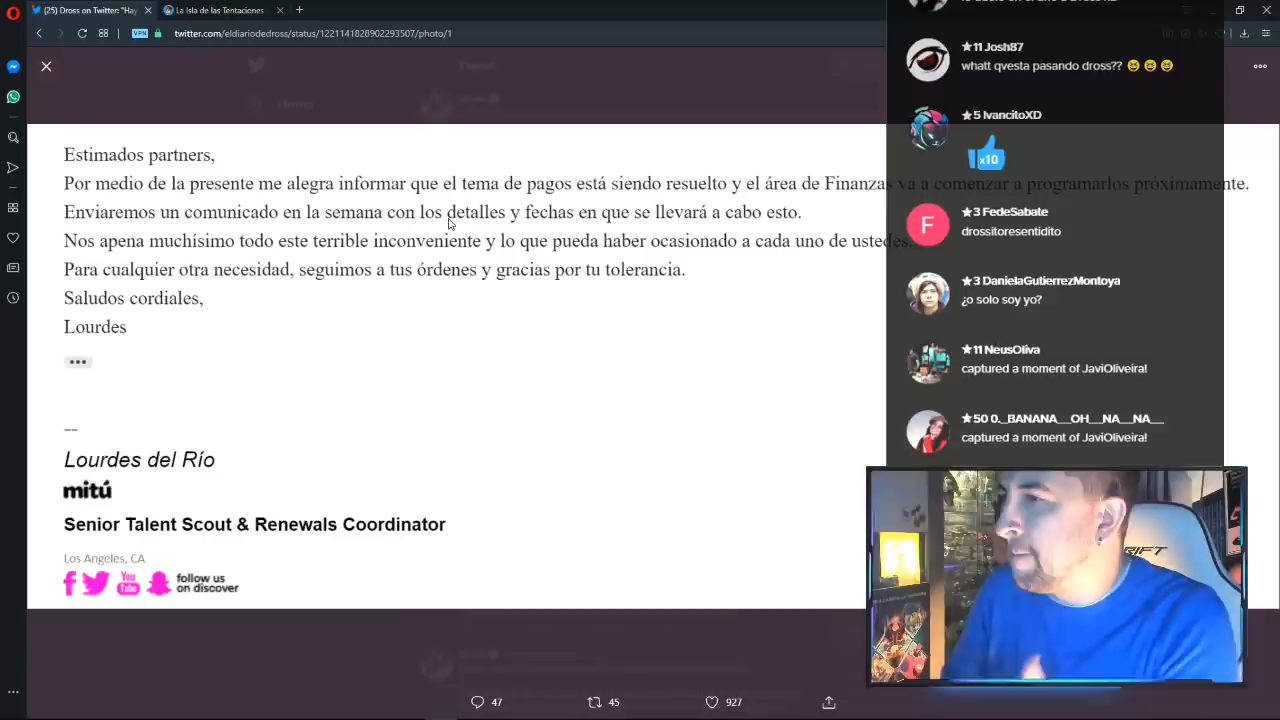 (25) Dross on Twitter: "Hay
La Isla de las Tentaciones
VPN
twitter.com/eldiariodedross/status/1221141828902293507/photo/1
Estimados partners,
Por medio de la presente me alegra informar que el tema de pagos está siendo resuelto y el área de Finanzas va a comenzar a programarlos próximamente.
Enviaremos un comunicado en la semana con los detalles y fechas en que se llevará a cabo esto.
Nos apena muchísimo todo este terrible inconveniente y lo que pueda haber ocasionado a cada uno de ustedes.
Para cualquier otra necesidad, seguimos a tus órdenes y gracias por tu tolerancia.
Saludos cordiales,
Lourdes
--
Lourdes del Río
mitú
Senior Talent Scout & Renewals Coordinator
Los Angeles, CA
You Tube
follow us
on discover
47
45
927
★11 Josh87
whatt qvesta pasando dross?? 😆 😆 😆
★5 IvancitoXD
x10
F
★3 FedeSabate
drossitoresentidito
★3 DanielaGutierrezMontoya
¿o solo soy yo?
★11 NeusOliva
captured a moment of JaviOliveira!
★50 0._BANANA__OH__NA__NA__
captured a moment of JaviOliveira!